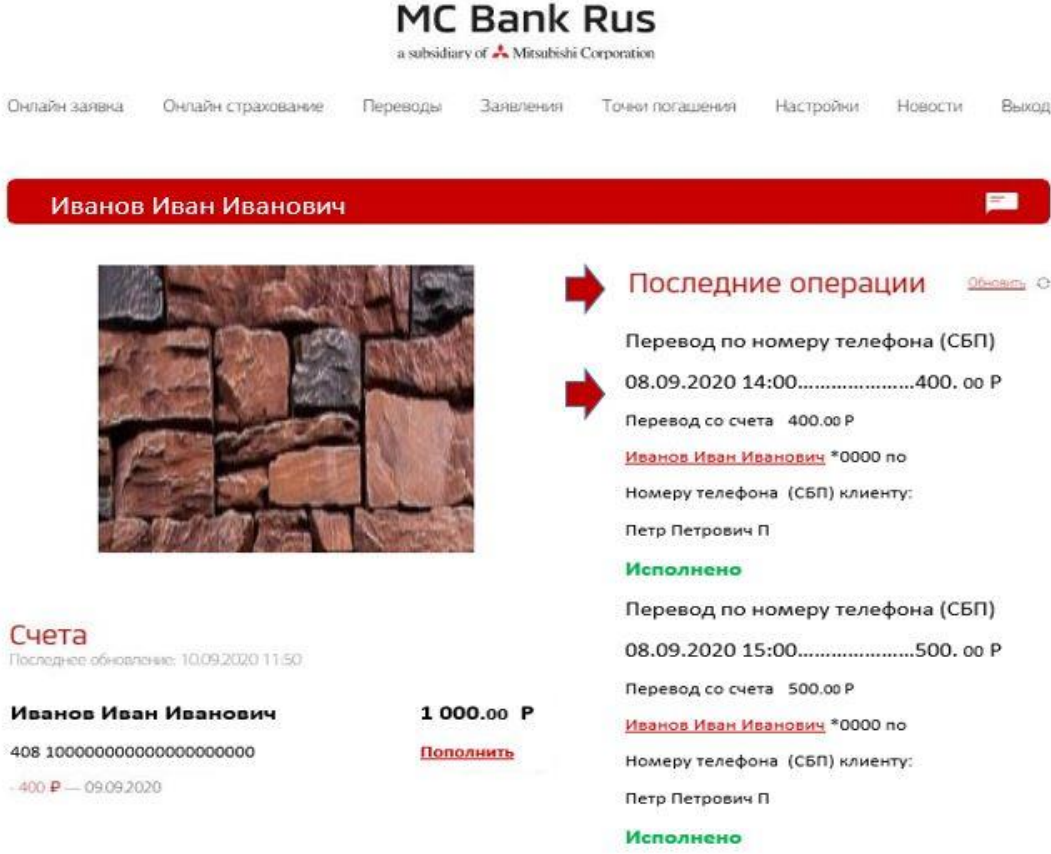 MC Bank Rus
a subsidiary of Mitsubishi Corporation
Онлайн заявка Онлайн страхование Переводы Заявления Точки погашения Настройки Новости Выход
Иванов Иван Иванович
Последние операции Обновить
Перевод по номеру телефона (СБП)
08.09.2020 14:00.....................400. 00 Р
Перевод со счета 400.00 Р
Иванов Иван Иванович *0000 по
Номеру телефона (СБП) клиенту:
Петр Петрович П
Исполнено
Перевод по номеру телефона (СБП)
08.09.2020 15:00.....................500. 00 Р
Перевод со счета 500.00 Р
Иванов Иван Иванович *0000 по
Номеру телефона (СБП) клиенту:
Петр Петрович П
Исполнено
Счета
Последнее обновление: 10.09.2020 11:50
Иванов Иван Иванович 1 000.00 Р
408 100000000000000000000 Пополнить
- 400 ₽ — 09.09.2020